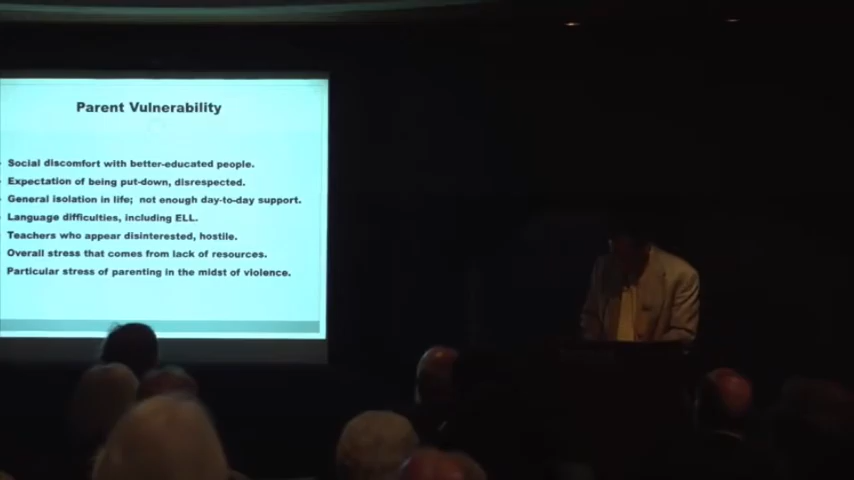 Parent Vulnerability
Social discomfort with better-educated people.
Expectation of being put-down, disrespected.
General isolation in life; not enough day-to-day support.
Language difficulties, including ELL.
Teachers who appear disinterested, hostile.
Overall stress that comes from lack of resources.
Particular stress of parenting in the midst of violence.